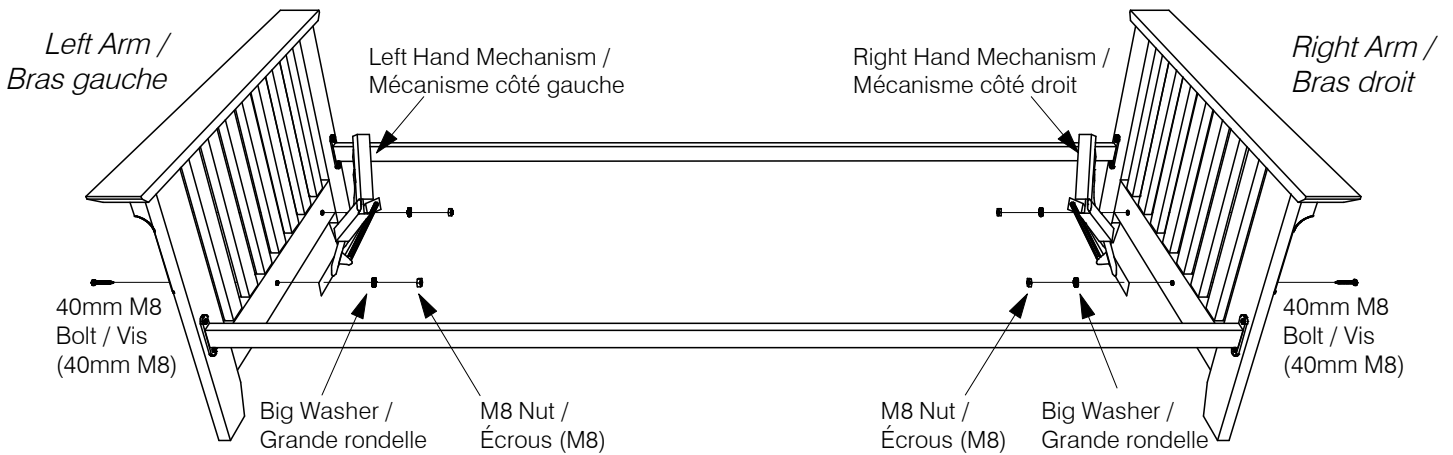 Left Arm /
Bras gauche
Left Hand Mechanism /
Mécanisme côté gauche
Right Hand Mechanism /
Mécanisme côté droit
Right Arm /
Bras droit
40mm M8
Bolt / Vis
(40mm M8)
Big Washer /
Grande rondelle
M8 Nut /
Écrous (M8)
M8 Nut /
Écrous (M8)
Big Washer /
Grande rondelle
40mm M8
Bolt / Vis
(40mm M8)